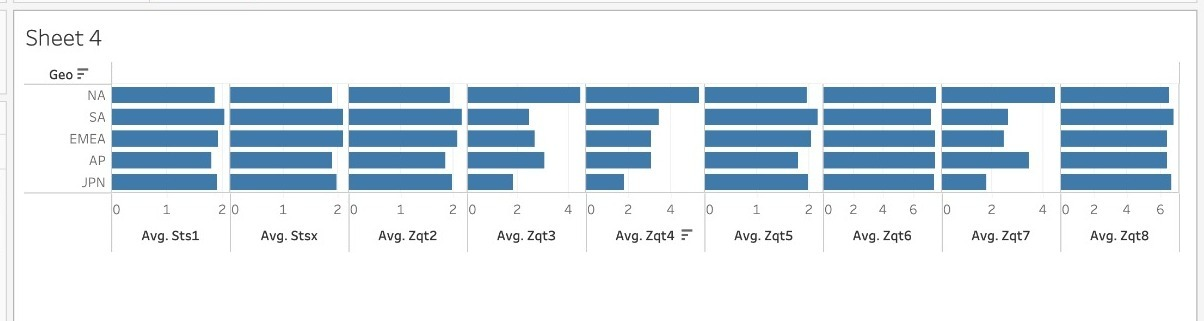 Sheet 4
Geo
NA
SA
EMEA
AP
JPN
0 1 2 0 1 2 0 1 2 0 2 4 0 2 4 0 1 2 0 2 4 6 0 2 4 0 2 4 6
Avg. Sts1 Avg. Stsx Avg. Zqt2 Avg. Zqt3 Avg. Zqt4 Avg. Zqt5 Avg. Zqt6 Avg. Zqt7 Avg. Zqt8